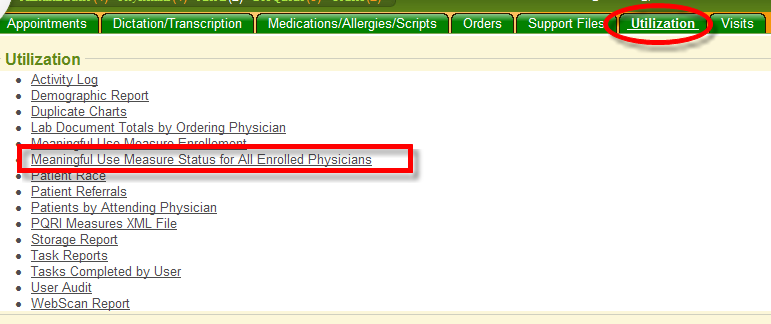 Appointments Dictation/Transcription Medications/Allergies/Scripts Orders Support Files Utilization Visits
Utilization
Activity Log
Demographic Report
Duplicate Charts
Lab Document Totals by Ordering Physician
Meaningful Use Measure Enrollment
Meaningful Use Measure Status for All Enrolled Physicians
Patient Race
Patient Referrals
Patients by Attending Physician
PQRI Measures XML File
Storage Report
Task Reports
Tasks Completed by User
User Audit
WebScan Report